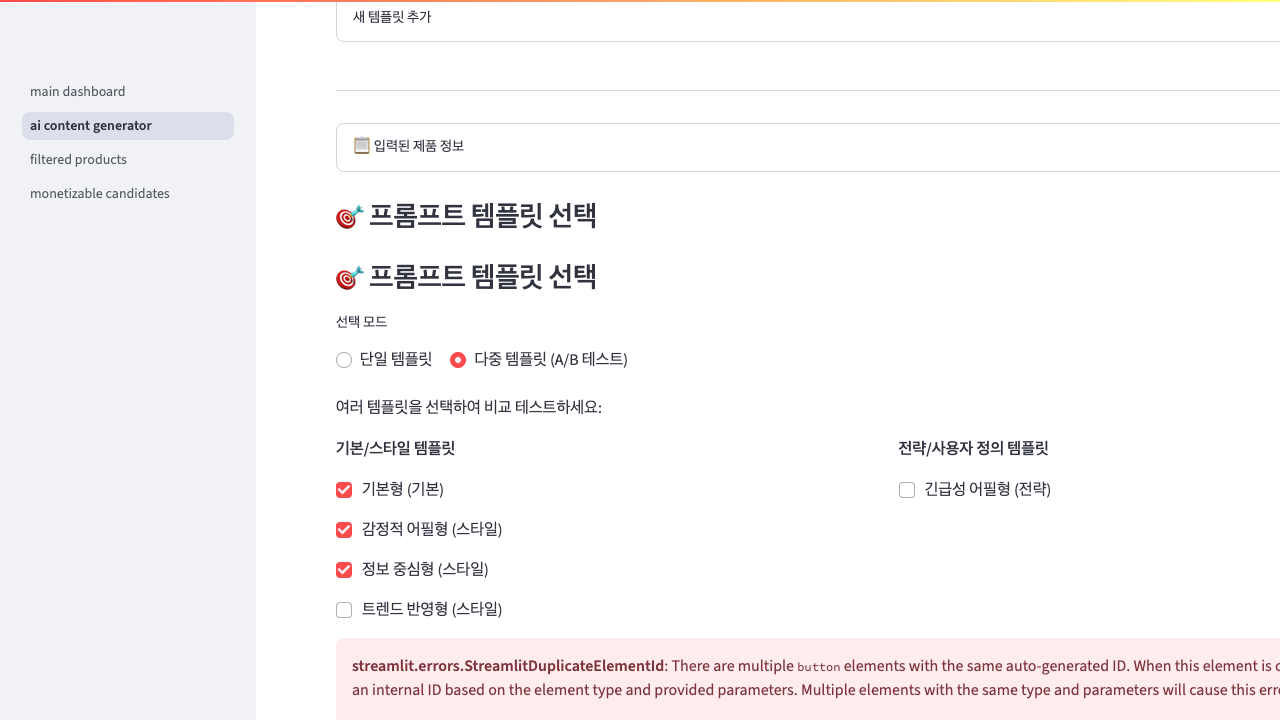 새 템플릿 추가
main dashboard
ai content generator
filtered products
monetizable candidates
📋 입력된 제품 정보
🎯 프롬프트 템플릿 선택
🎯 프롬프트 템플릿 선택
선택 모드
단일 템플릿 다중 템플릿 (A/B 테스트)
여러 템플릿을 선택하여 비교 테스트하세요:
기본/스타일 템플릿
기본형 (기본)
감정적 어필형 (스타일)
정보 중심형 (스타일)
트렌드 반영형 (스타일)
전략/사용자 정의 템플릿
긴급성 어필형 (전략)
streamlit.errors.StreamlitDuplicateElementId: There are multiple button elements with the same auto-generated ID. When this element is
an internal ID based on the element type and provided parameters. Multiple elements with the same type and parameters will cause this